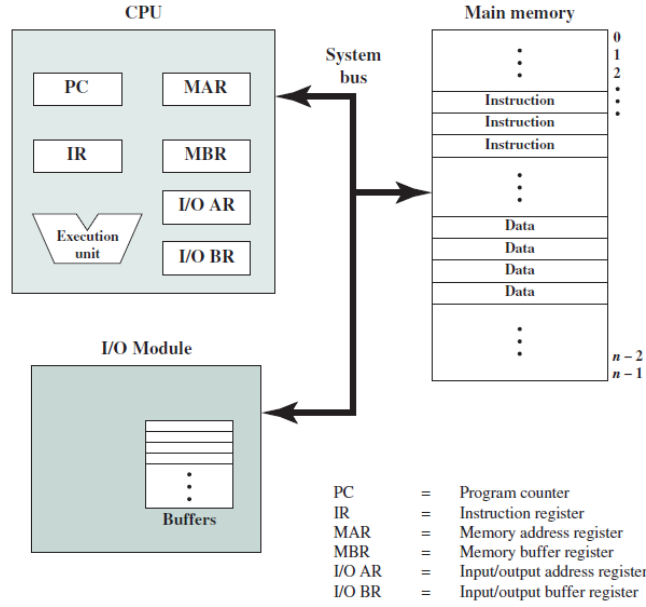 CPU
PC
MAR
IR
MBR
I/O AR
Execution
unit
I/O BR
System
bus
Main memory
0
1
2
Instruction
Instruction
Instruction
Data
Data
Data
Data
n – 2
n – 1
I/O Module
Buffers
PC = Program counter
IR = Instruction register
MAR = Memory address register
MBR = Memory buffer register
I/O AR = Input/output address register
I/O BR = Input/output buffer register